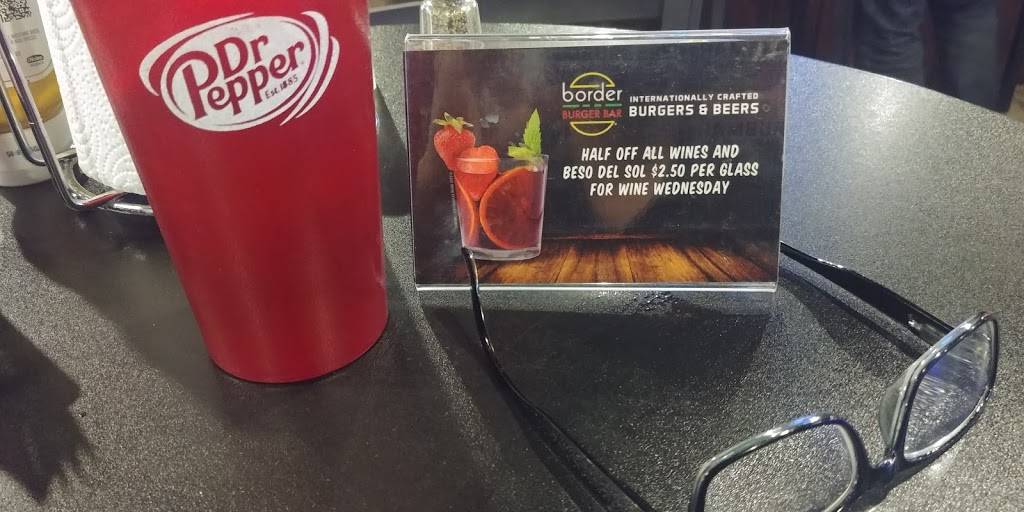 Dr
Pepper
Est. 1885
border
BURGER BAR
INTERNATIONALLY CRAFTED
BURGERS & BEERS
HALF OFF ALL WINES AND
BESO DEL SOL $2.50 PER GLASS
FOR WINE WEDNESDAY